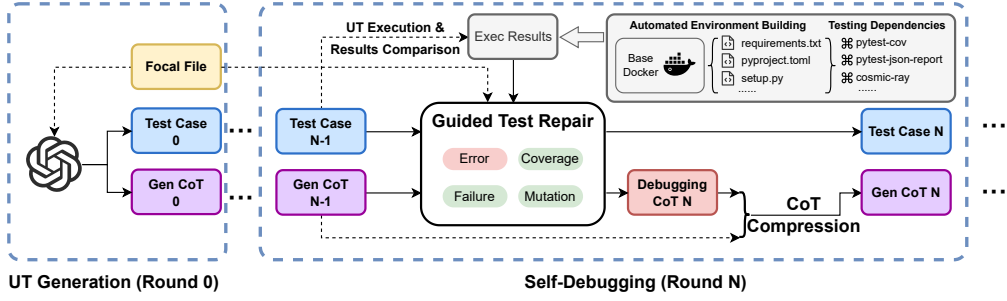 UT Execution &
Results Comparison
Exec Results
Automated Environment Building
Testing Dependencies
Base
Docker
requirements.txt
pyproject.toml
setup.py
......
pytest-cov
pytest-json-report
cosmic-ray
......
Focal File
Test Case
0
Gen CoT
0
...
...
Test Case
N-1
Gen CoT
N-1
Guided Test Repair
Error
Coverage
Failure
Mutation
Debugging
CoT N
CoT
Compression
Test Case N
Gen CoT N
...
...
UT Generation (Round 0)
Self-Debugging (Round N)